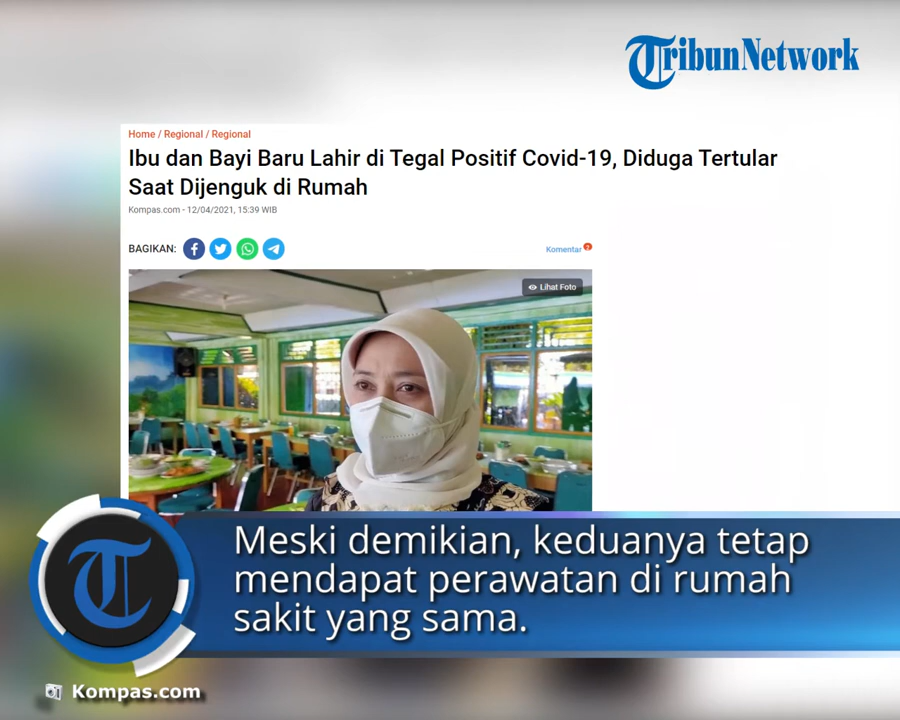 TribunNetwork
Home / Regional / Regional
Ibu dan Bayi Baru Lahir di Tegal Positif Covid-19, Diduga Tertular
Saat Dijenguk di Rumah
Kompas.com - 12/04/2021, 15:39 WIB
BAGIKAN:
Komentar 2
Lihat Foto
Meski demikian, keduanya tetap
mendapat perawatan di rumah
sakit yang sama.
T
Kompas.com